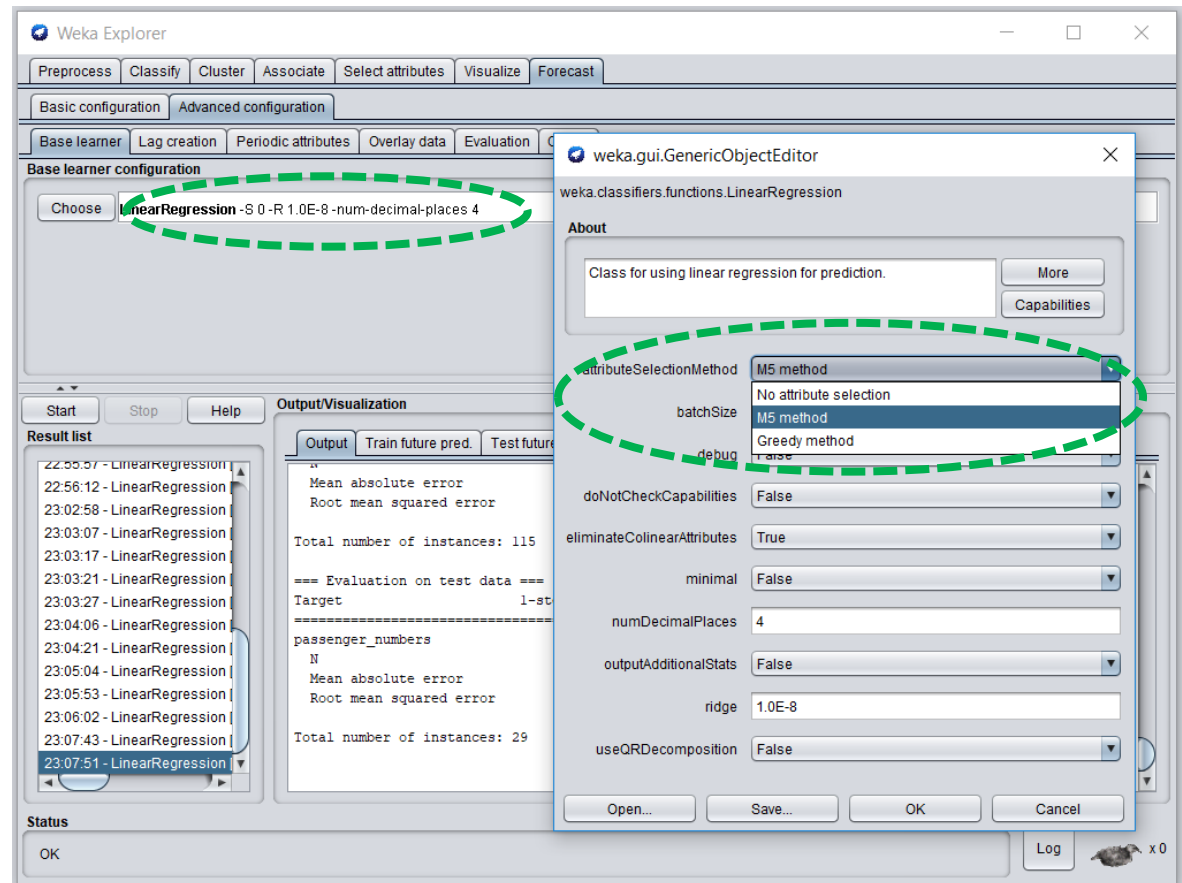 Weka Explorer
Preprocess Classify Cluster Associate Select attributes Visualize Forecast
Basic configuration Advanced configuration
Base learner Lag creation Periodic attributes Overlay data Evaluation
Base learner configuration
Choose LinearRegression -S 0 -R 1.0E-8 -num-decimal-places 4
Start Stop Help
Result list
22:55:57 - LinearRegression [
22:56:12 - LinearRegression [
23:02:58 - LinearRegression [
23:03:07 - LinearRegression [
23:03:17 - LinearRegression [
23:03:21 - LinearRegression [
23:03:27 - LinearRegression [
23:04:06 - LinearRegression [
23:04:21 - LinearRegression [
23:05:04 - LinearRegression [
23:05:53 - LinearRegression [
23:06:02 - LinearRegression [
23:07:43 - LinearRegression [
23:07:51 - LinearRegression [
Output/Visualization
Output Train future pred. Test future
N
Mean absolute error
Root mean squared error
Total number of instances: 115
=== Evaluation on test data ===
Target 1-st
==================================
passenger_numbers
N
Mean absolute error
Root mean squared error
Total number of instances: 29
Status
OK
Log x 0
weka.gui.GenericObjectEditor
weka.classifiers.functions.LinearRegression
About
Class for using linear regression for prediction.
More
Capabilities
attributeSelectionMethod M5 method
No attribute selection
batchSize M5 method
Greedy method
debug False
doNotCheckCapabilities False
eliminateColinearAttributes True
minimal False
numDecimalPlaces 4
outputAdditionalStats False
ridge 1.0E-8
useQRDecomposition False
Open... Save... OK Cancel